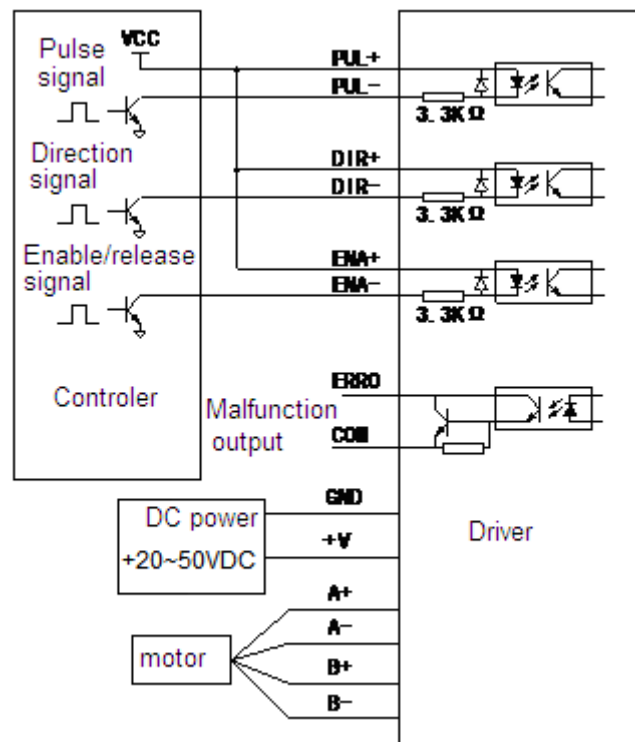 Pulse
signal
VCC
PUL+
PUL-
3. 3KΩ
Direction
signal
DIR+
DIR-
3. 3KΩ
Enable/release
signal
ENA+
ENA-
3. 3KΩ
Controler
ERRO
Malfunction
output
COM
GND
DC power
+20~50VDC
+V
Driver
A+
A-
motor
B+
B-